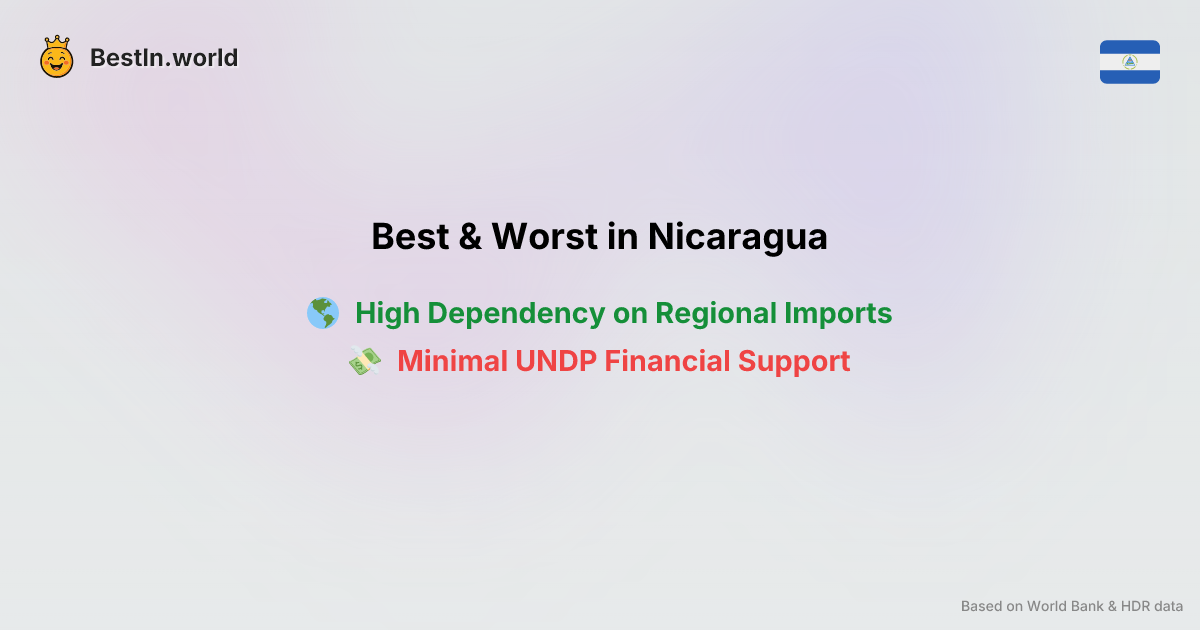 BestIn.world
Best & Worst in Nicaragua
High Dependency on Regional Imports
Minimal UNDP Financial Support
Based on World Bank & HDR data